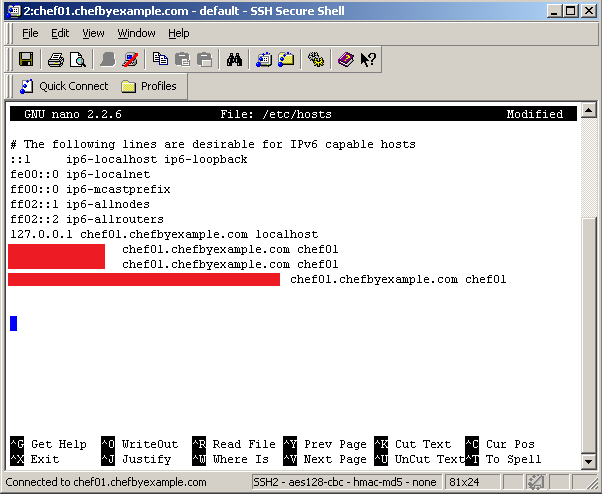 2:chef01.chefbyexample.com - default - SSH Secure Shell
File Edit View Window Help
Quick Connect Profiles
GNU nano 2.2.6 File: /etc/hosts Modified
# The following lines are desirable for IPv6 capable hosts
::1 ip6-localhost ip6-loopback
fe00::0 ip6-localnet
ff00::0 ip6-mcastprefix
ff02::1 ip6-allnodes
ff02::2 ip6-allrouters
127.0.0.1 chef01.chefbyexample.com localhost
chef01.chefbyexample.com chef01
chef01.chefbyexample.com chef01
chef01.chefbyexample.com chef01
^G Get Help ^O WriteOut ^R Read File ^Y Prev Page ^K Cut Text ^C Cur Pos
^X Exit ^J Justify ^W Where Is ^V Next Page ^U UnCut Text ^T To Spell
Connected to chef01.chefbyexample.com SSH2 - aes128-cbc - hmac-md5 - none 81x24